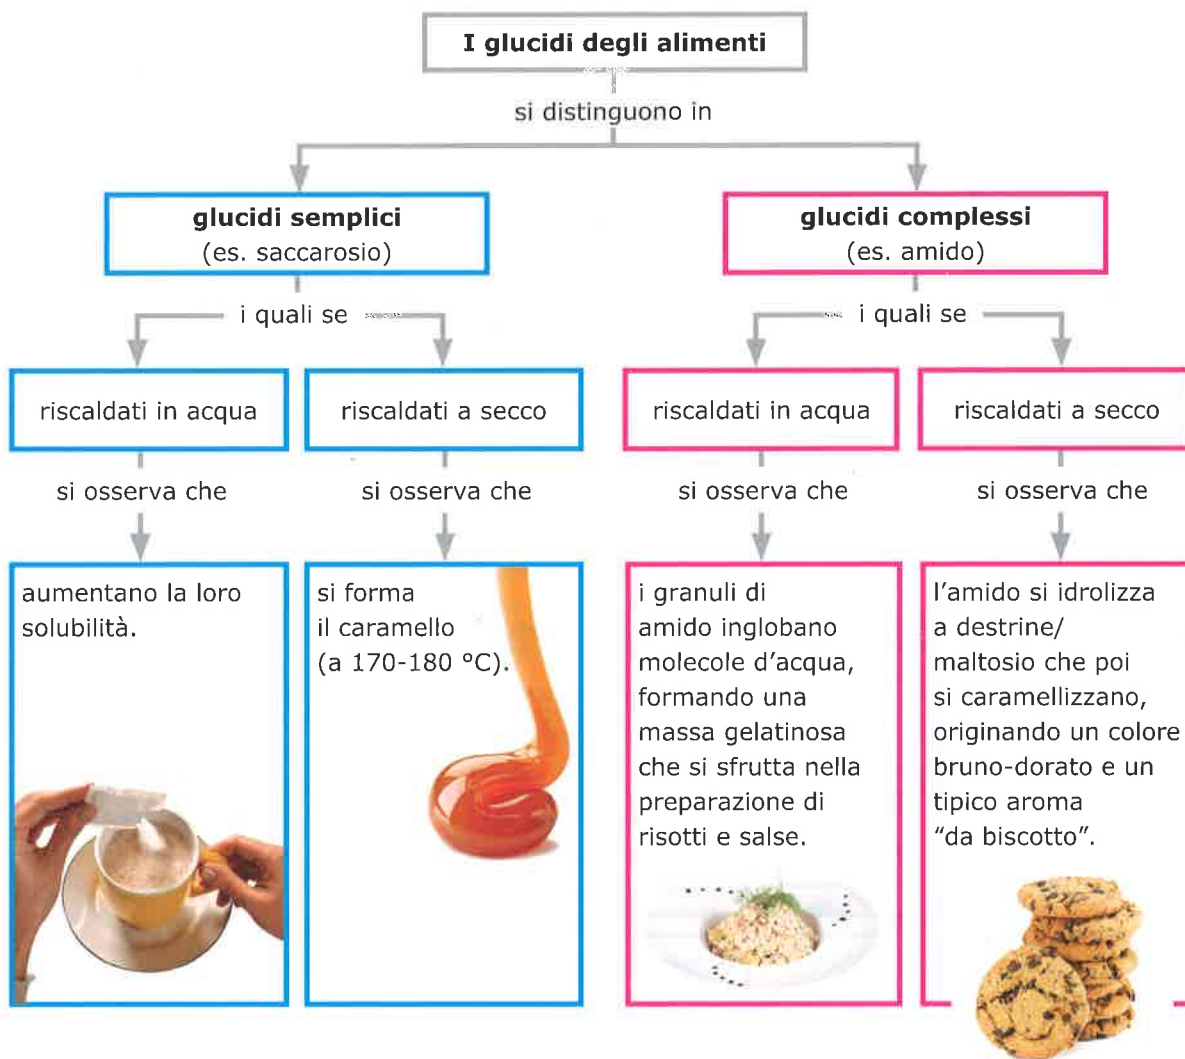 I glucidi degli alimenti
si distinguono in
glucidi semplici
(es. saccarosio)
glucidi complessi
(es. amido)
i quali se
i quali se
riscaldati in acqua
riscaldati a secco
riscaldati in acqua
riscaldati a secco
si osserva che
si osserva che
si osserva che
si osserva che
aumentano la loro
solubilità.
si forma
il caramello
(a 170-180 °C).
i granuli di
amido inglobano
molecole d’acqua,
formando una
massa gelatinosa
che si sfrutta nella
preparazione di
risotti e salse.
l’amido si idrolizza
a destrine/
maltosio che poi
si caramellizzano,
originando un colore
bruno-dorato e un
tipico aroma
“da biscotto”.